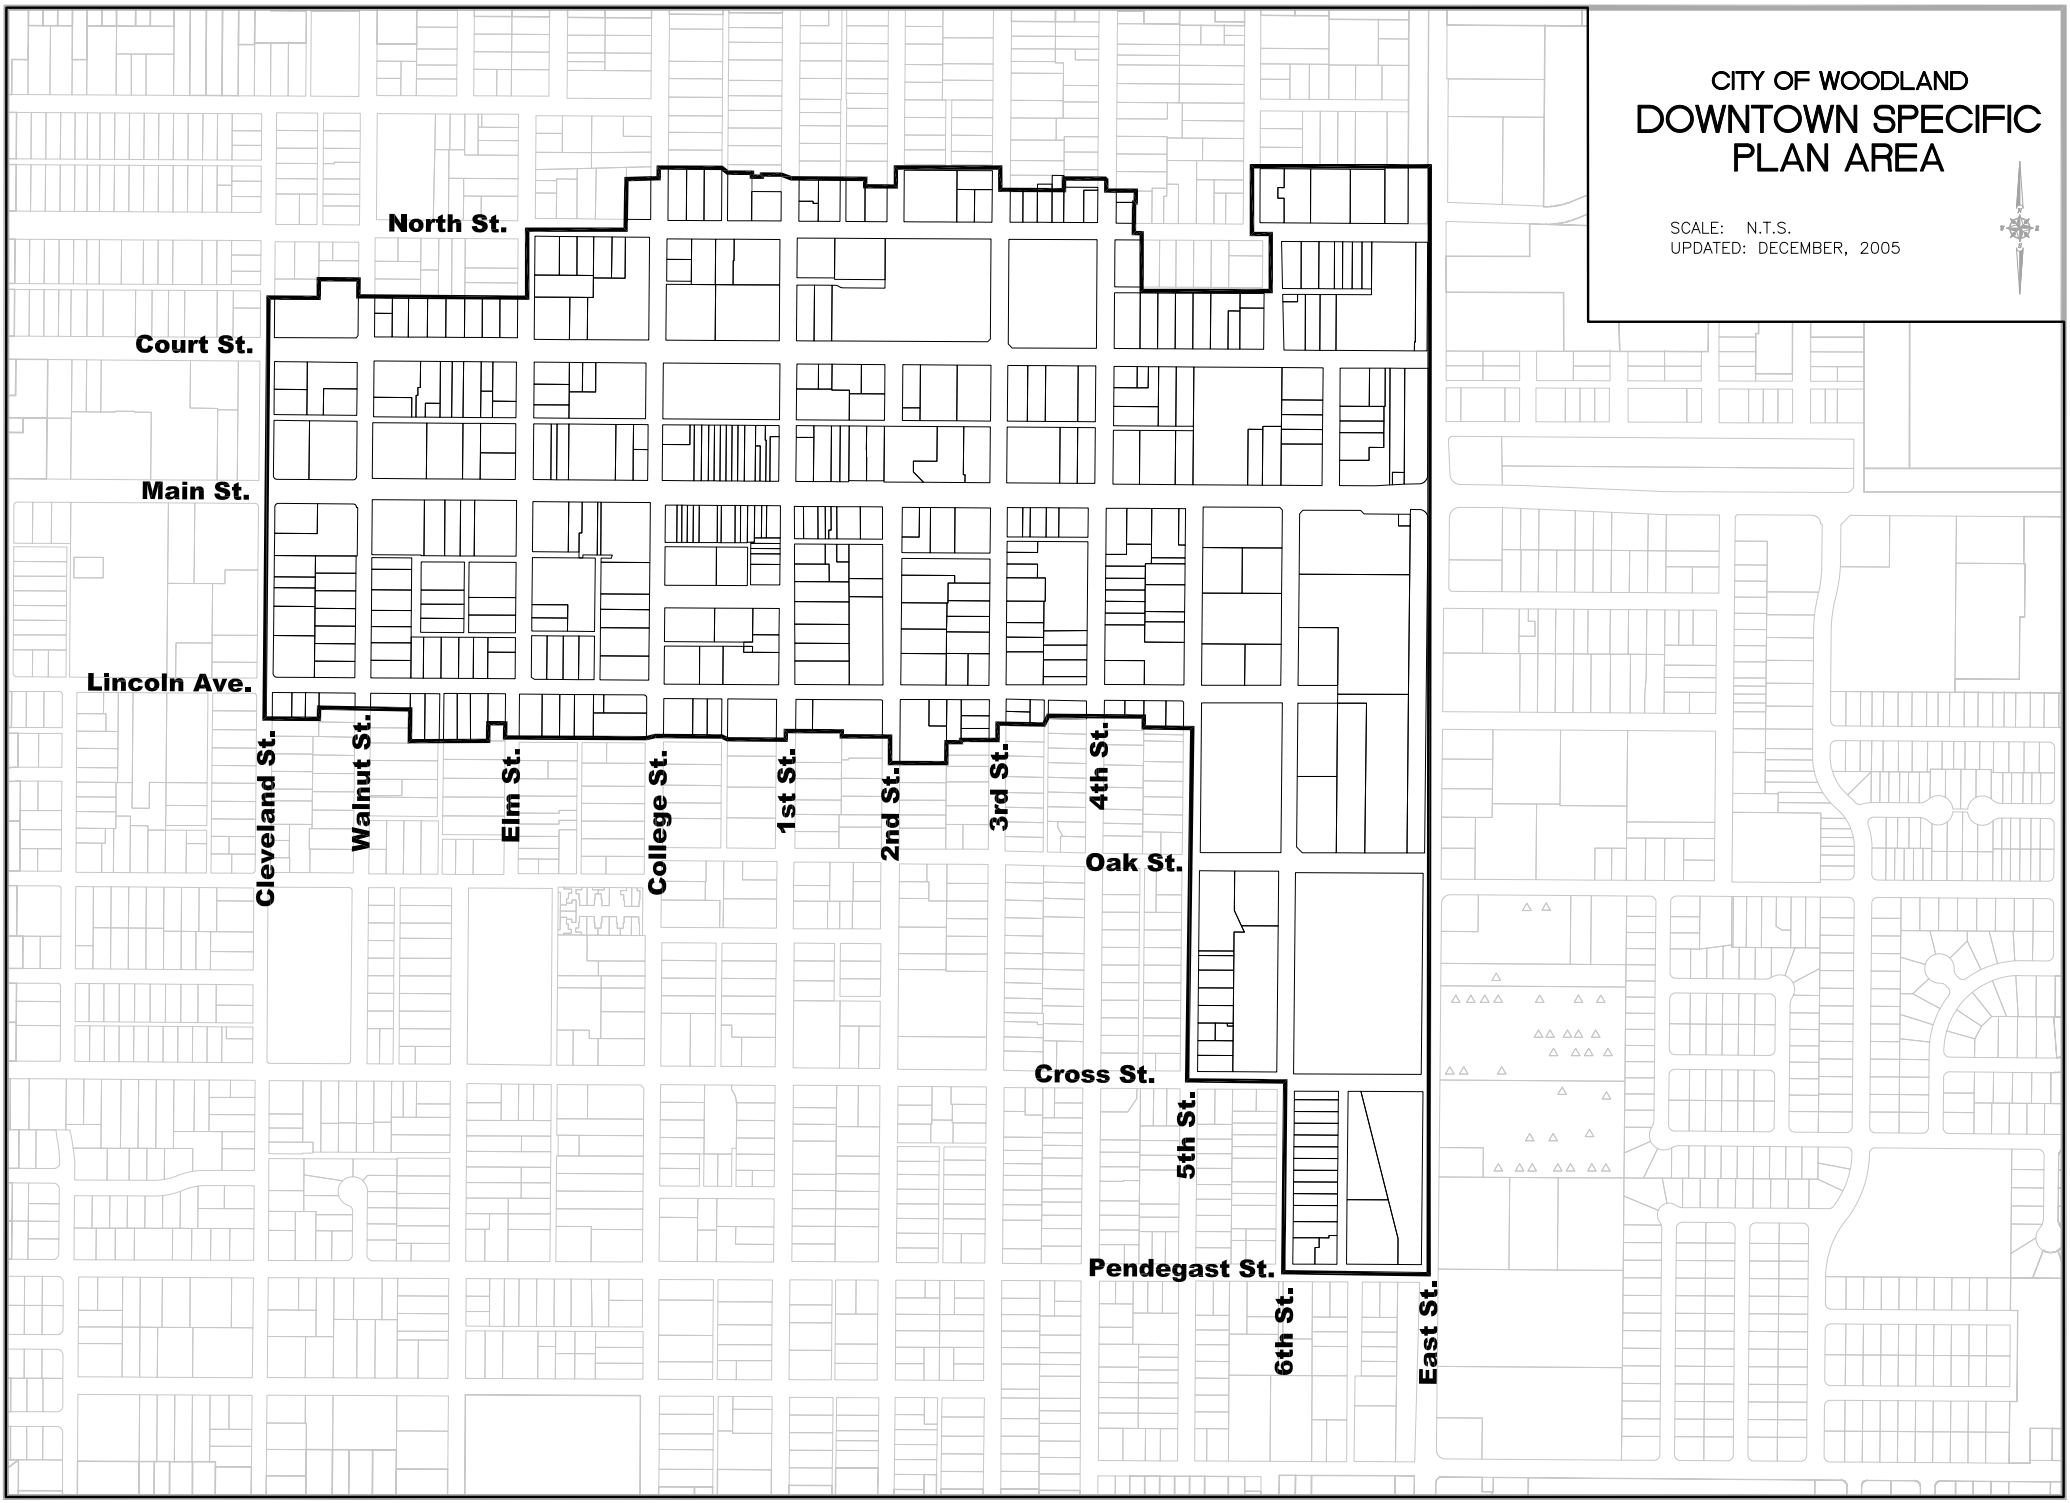 CITY OF WOODLAND
DOWNTOWN SPECIFIC
PLAN AREA
SCALE: N.T.S.
UPDATED: DECEMBER, 2005
North St.
Court St.
Main St.
Lincoln Ave.
Cleveland St.
Walnut St.
Elm St.
College St.
1st St.
2nd St.
3rd St.
4th St.
Oak St.
Cross St.
5th St.
Pendegast St.
6th St.
East St.